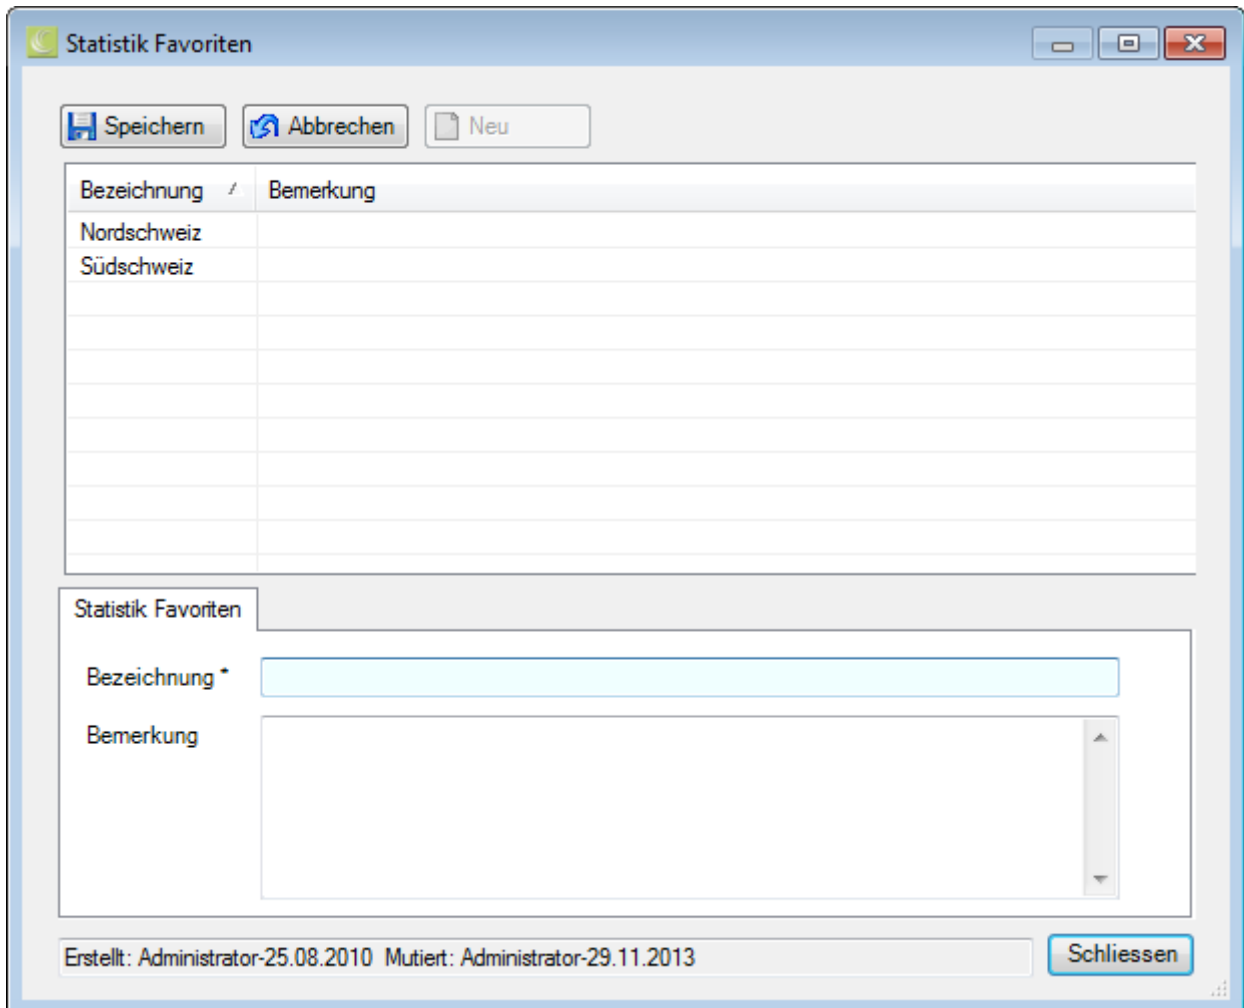 Statistik Favoriten
Speichern Abbrechen Neu
Bezeichnung Bemerkung
Nordschweiz
Südschweiz
Statistik Favoriten
Bezeichnung *
Bemerkung
Erstellt: Administrator-25.08.2010 Mutiert: Administrator-29.11.2013 Schliessen